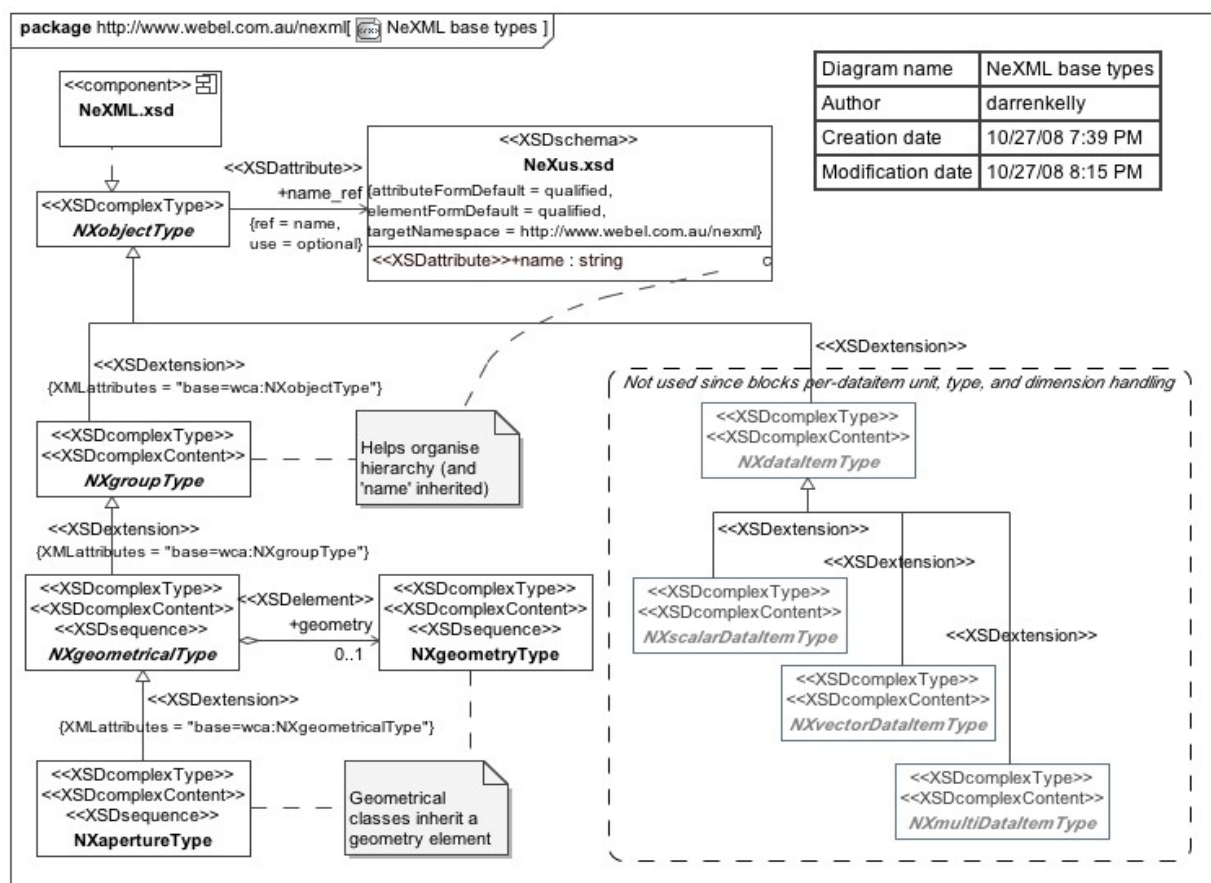 package http://www.webel.com.au/nexml[ NeXML base types ]
Diagram name NeXML base types
Author darrenkelly
Creation date 10/27/08 7:39 PM
Modification date 10/27/08 8:15 PM
<<component>>
NeXML.xsd
<<XSDattribute>>
+name_ref
{ref = name,
use = optional}
<<XSDschema>>
NeXus.xsd
{attributeFormDefault = qualified,
elementFormDefault = qualified,
targetNamespace = http://www.webel.com.au/nexml}
<<XSDattribute>>+name : string
<<XSDcomplexType>>
NXobjectType
<<XSDextension>>
{XMLattributes = "base=wca:NXobjectType"}
<<XSDextension>>
<<XSDcomplexType>>
<<XSDcomplexContent>>
NXgroupType
Helps organise
hierarchy (and
'name' inherited)
<<XSDextension>>
{XMLattributes = "base=wca:NXgroupType"}
<<XSDcomplexType>>
<<XSDcomplexContent>>
<<XSDsequence>>
NXgeometricalType
<<XSDelement>>
+geometry
0..1
<<XSDcomplexType>>
<<XSDcomplexContent>>
<<XSDsequence>>
NXgeometryType
<<XSDextension>>
{XMLattributes = "base=wca:NXgeometricalType"}
<<XSDcomplexType>>
<<XSDcomplexContent>>
<<XSDsequence>>
NXapertureType
Geometrical
classes inherit a
geometry element
Not used since blocks per-dataitem unit, type, and dimension handling
<<XSDcomplexType>>
<<XSDcomplexContent>>
NXdataItemType
<<XSDextension>>
<<XSDextension>>
<<XSDextension>>
<<XSDcomplexType>>
<<XSDcomplexContent>>
NXscalarDataItemType
<<XSDcomplexType>>
<<XSDcomplexContent>>
NXvectorDataItemType
<<XSDcomplexType>>
<<XSDcomplexContent>>
NXmultiDataItemType